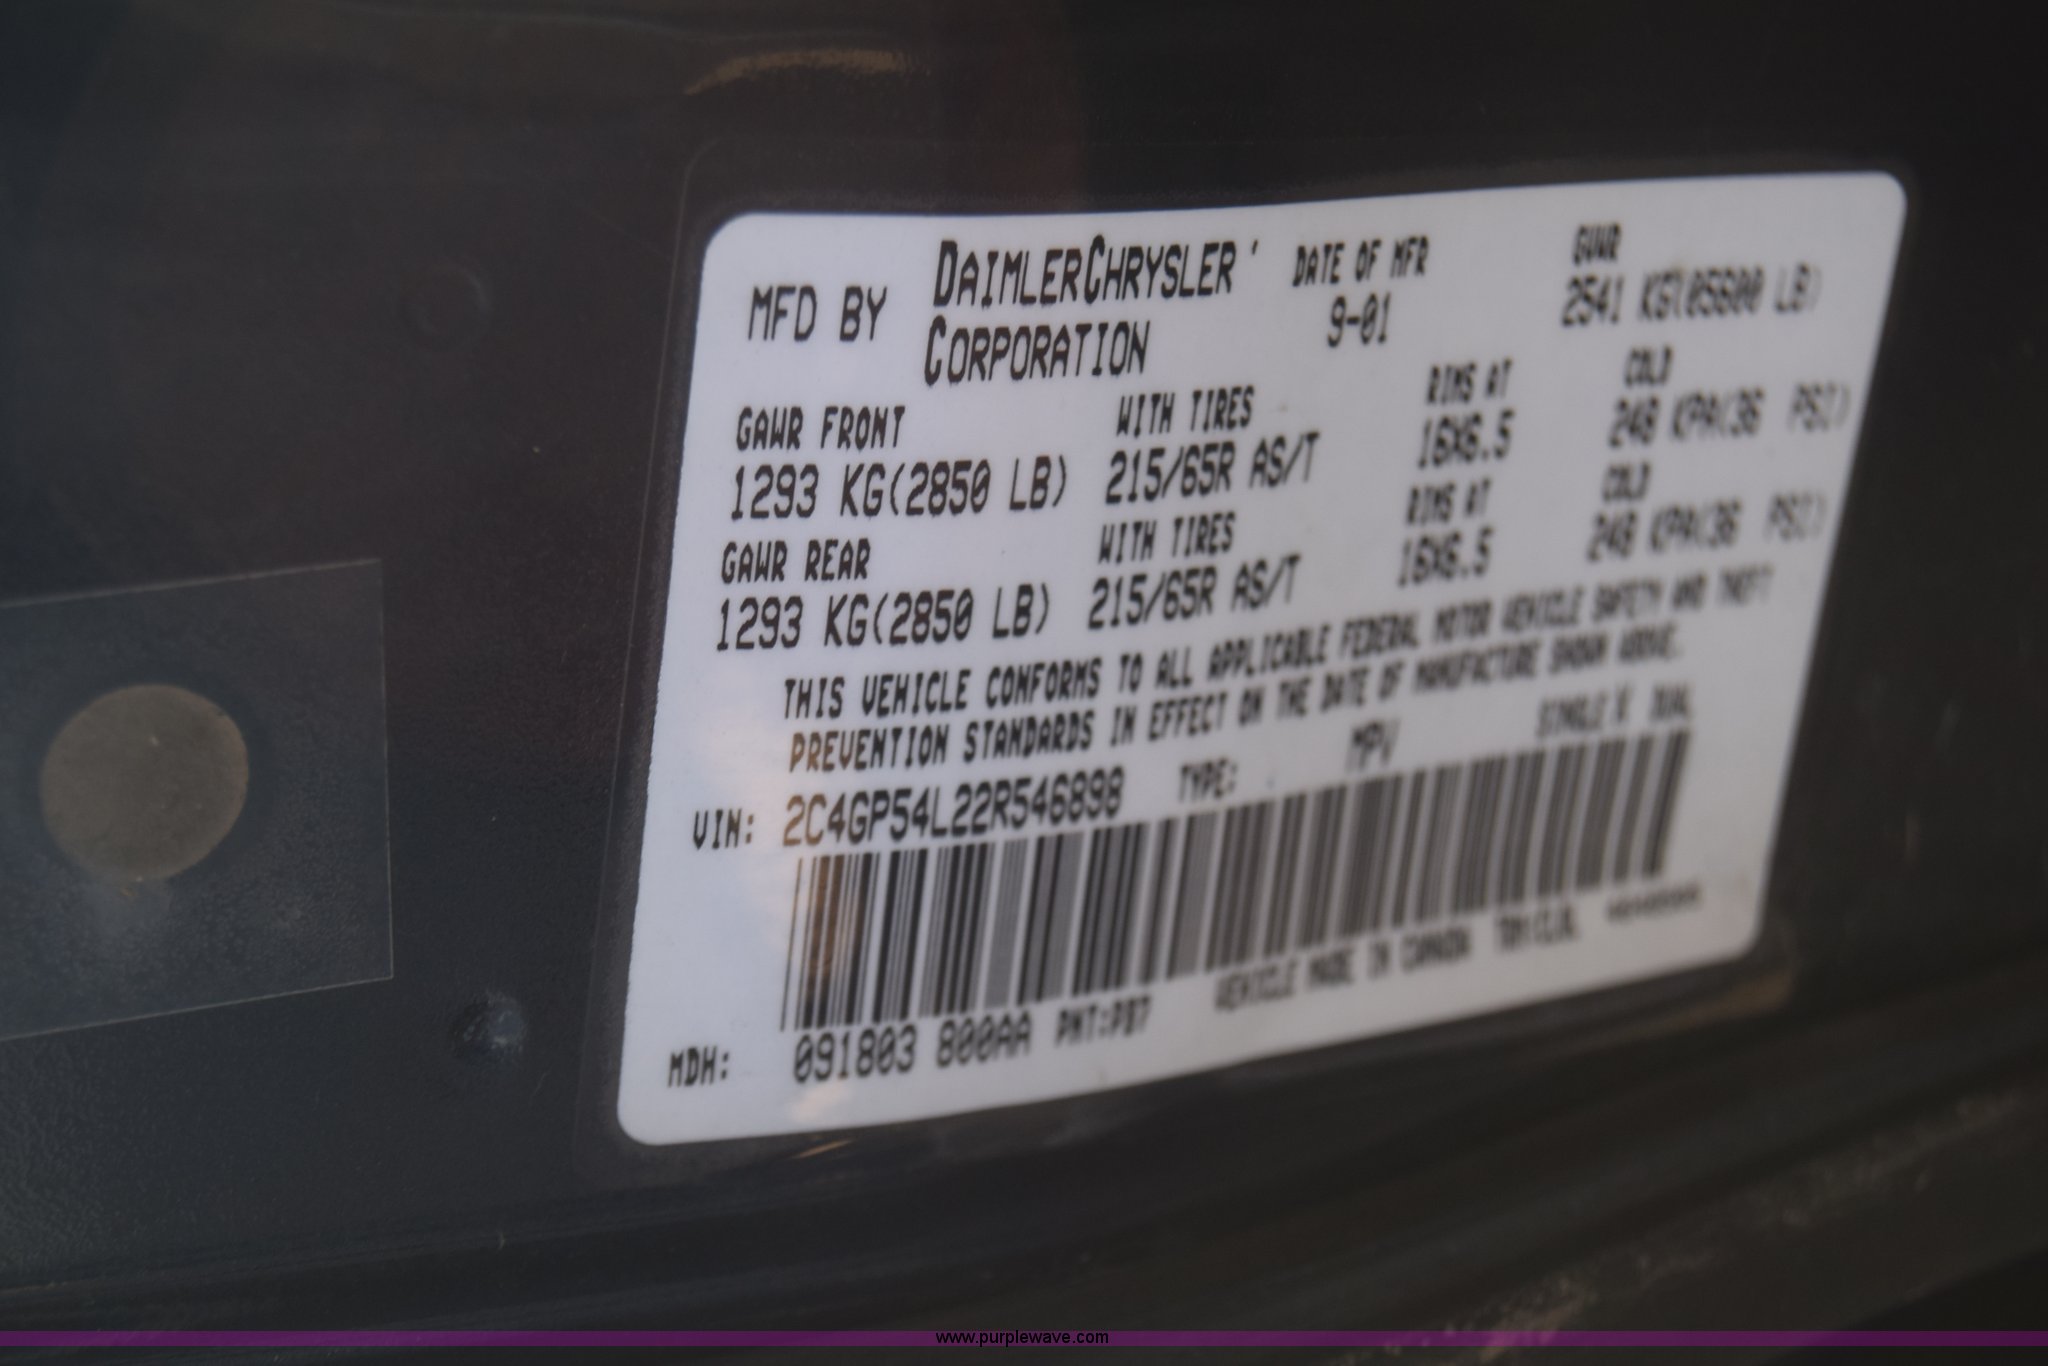 MFD BY DAIMLERCHRYSLER CORPORATION DATE OF MFR 9-01 GVWR 2541 KG(05600 LB)
GAWR FRONT WITH TIRES RIMS AT COLD
1293 KG(2850 LB) 215/65R AS/T 16X6.5 248 KPA(36 PSI)
GAWR REAR WITH TIRES RIMS AT COLD
1293 KG(2850 LB) 215/65R AS/T 16X6.5 248 KPA(36 PSI)
THIS VEHICLE CONFORMS TO ALL APPLICABLE FEDERAL MOTOR VEHICLE SAFETY AND THEFT
PREVENTION STANDARDS IN EFFECT ON THE DATE OF MANUFACTURE SHOWN ABOVE.
VIN: 2C4GP54L22R546898 TYPE: MPV SINGLE X DUAL
VEHICLE MADE IN CANADA
MDH: 091803 800AA PNT:PB7
www.purplewave.com